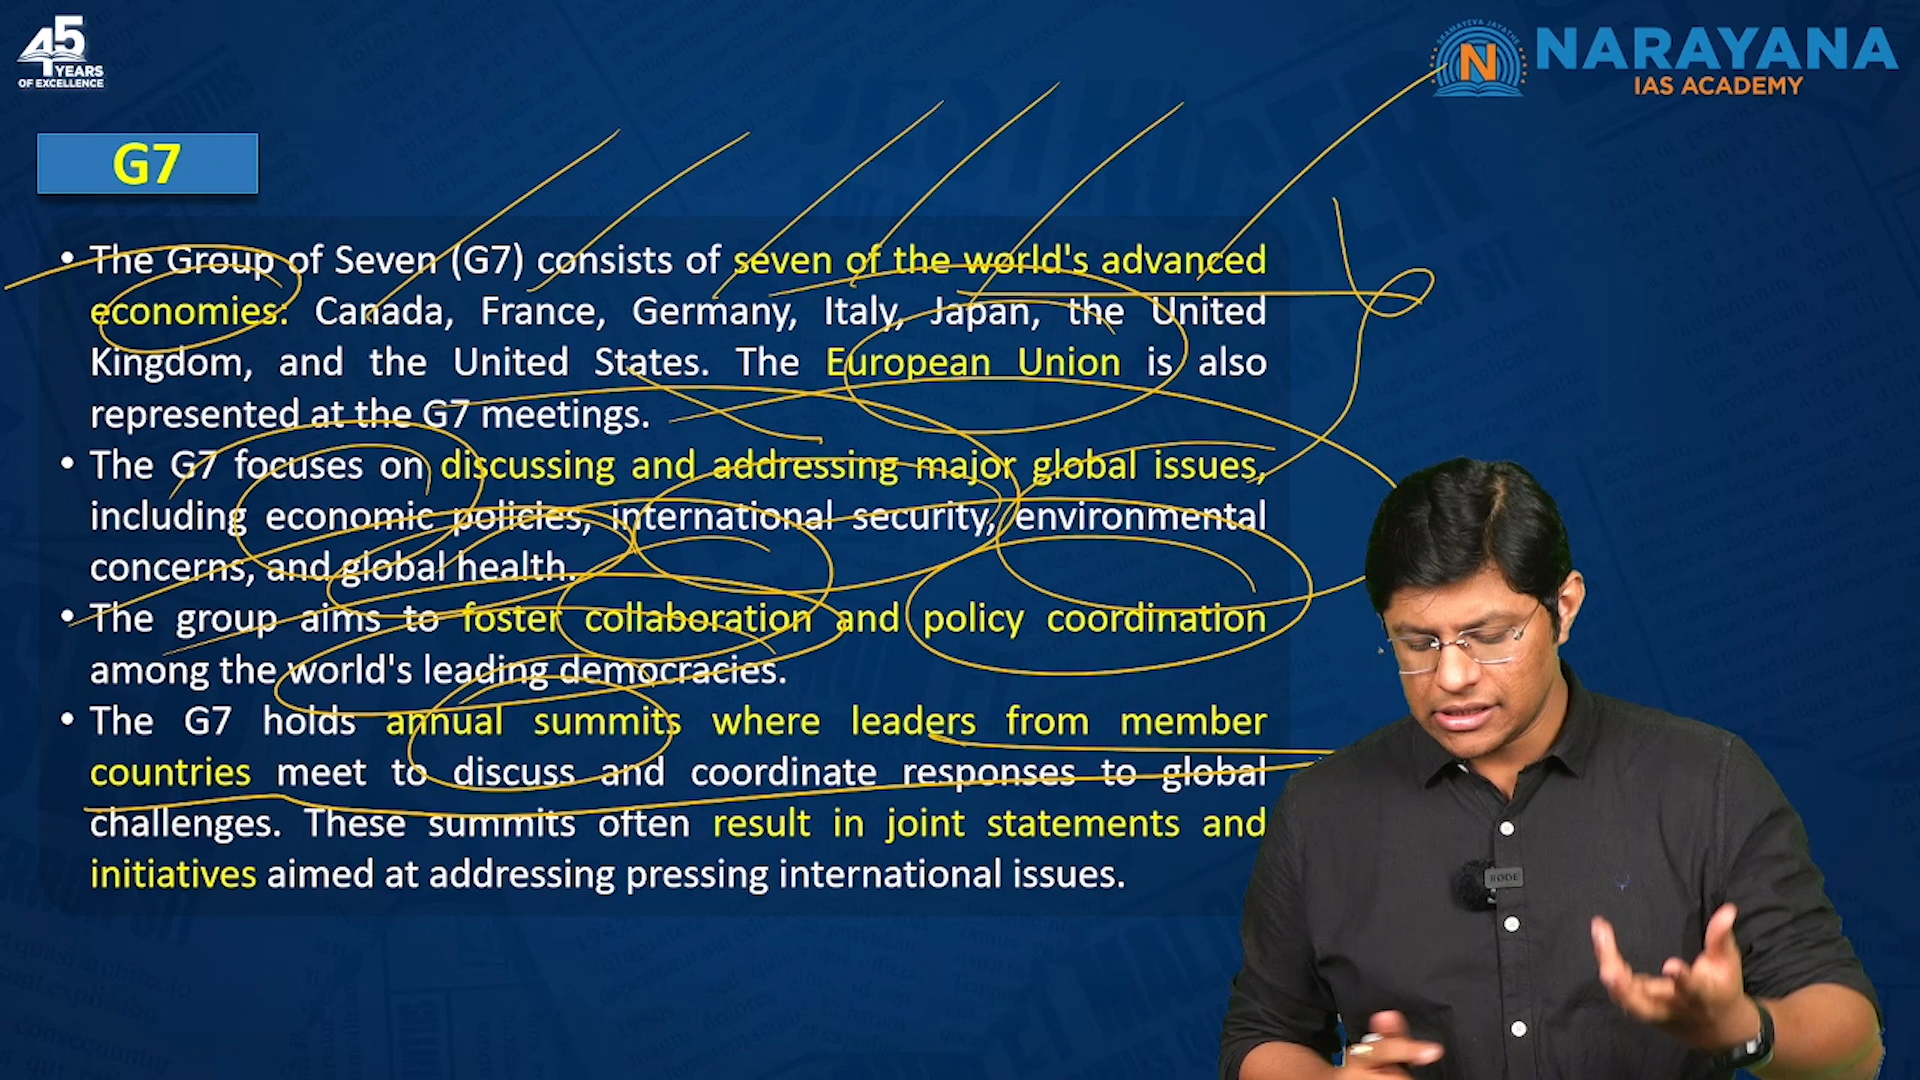 45
YEARS
OF EXCELLENCE
SATYAMEVA JAYATHE
N
NARAYANA
IAS ACADEMY
G7
• The Group of Seven (G7) consists of seven of the world's advanced
economies: Canada, France, Germany, Italy, Japan, the United
Kingdom, and the United States. The European Union is also
represented at the G7 meetings.
• The G7 focuses on discussing and addressing major global issues,
including economic policies, international security, environmental
concerns, and global health.
• The group aims to foster collaboration and policy coordination
among the world's leading democracies.
• The G7 holds annual summits where leaders from member
countries meet to discuss and coordinate responses to global
challenges. These summits often result in joint statements and
initiatives aimed at addressing pressing international issues.
RØDE